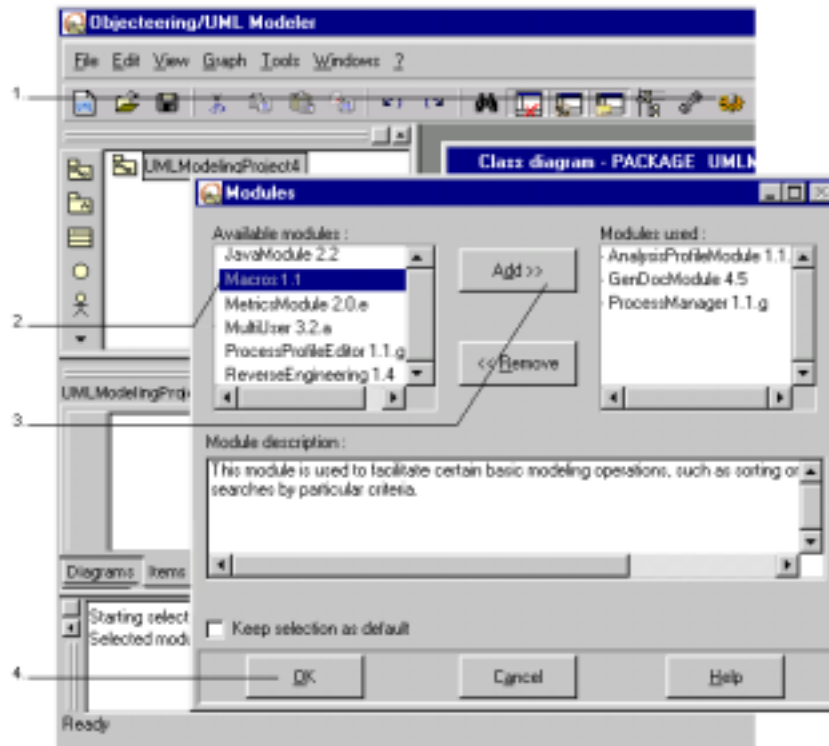 Objecteering/UML Modeler
File Edit View Graph Tools Windows ?
1
UMLModelingProject4
Class diagram - PACKAGE UMLM
Modules
Available modules :
JavaModule 2.2
Macros 1.1
MetricsModule 2.0.e
MultiUser 3.2.a
ProcessProfileEditor 1.1.g
ReverseEngineering 1.4
Add >>
<< Remove
Modules used :
AnalysisProfileModule 1.1.
GenDocModule 4.5
ProcessManager 1.1.g
2
UMLModelingProje
3
Module description :
This module is used to facilitate certain basic modeling operations, such as sorting or
searches by particular criteria.
Diagrams Items
Starting select
Selected modu
Keep selection as default
4
OK Cancel Help
Ready